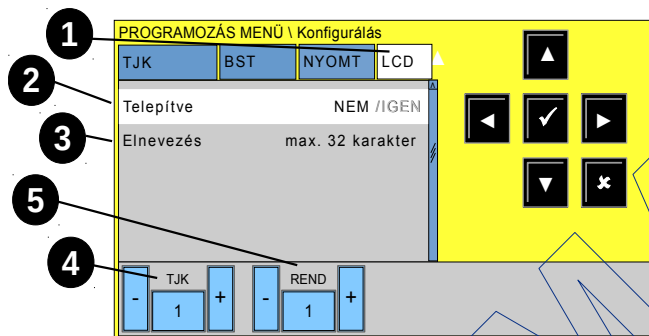 1
PROGRAMOZÁS MENÜ \ Konfigurálás
TJK BST NYOMT LCD
2
Telepítve NEM /IGEN
3
Elnevezés max. 32 karakter
5
4
TJK REND
- 1 + - 1 +